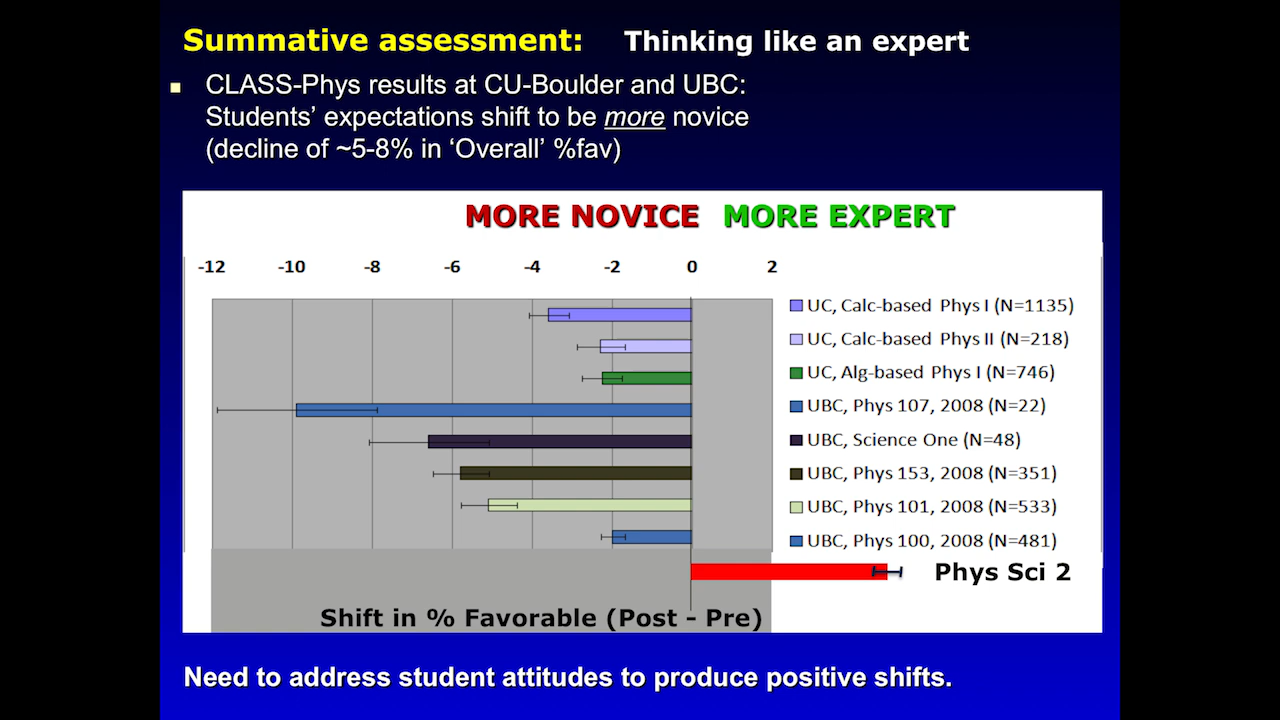 Summative assessment: Thinking like an expert
CLASS-Phys results at CU-Boulder and UBC:
Students’ expectations shift to be more novice
(decline of ~5-8% in ‘Overall’ %fav)
MORE NOVICE MORE EXPERT
-12 -10 -8 -6 -4 -2 0 2
UC, Calc-based Phys I (N=1135)
UC, Calc-based Phys II (N=218)
UC, Alg-based Phys I (N=746)
UBC, Phys 107, 2008 (N=22)
UBC, Science One (N=48)
UBC, Phys 153, 2008 (N=351)
UBC, Phys 101, 2008 (N=533)
UBC, Phys 100, 2008 (N=481)
Phys Sci 2
Shift in % Favorable (Post - Pre)
Need to address student attitudes to produce positive shifts.